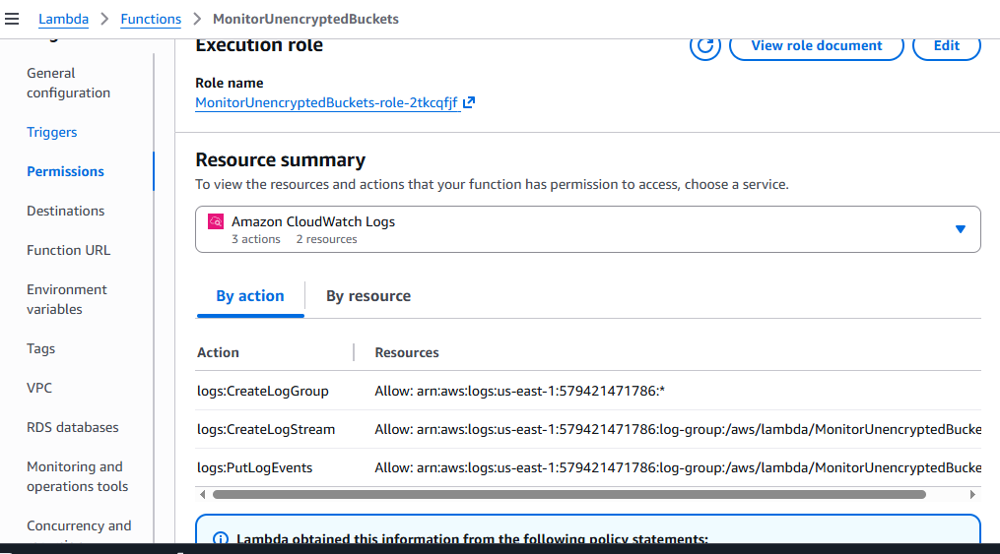 Lambda > Functions > MonitorUnencryptedBuckets
General
configuration
Triggers
Permissions
Destinations
Function URL
Environment
variables
Tags
VPC
RDS databases
Monitoring and
operations tools
Concurrency and
Execution role
View role document
Edit
Role name
MonitorUnencryptedBuckets-role-2tkcqfjf
Resource summary
To view the resources and actions that your function has permission to access, choose a service.
Amazon CloudWatch Logs
3 actions 2 resources
By action By resource
Action Resources
logs:CreateLogGroup Allow: arn:aws:logs:us-east-1:579421471786:*
logs:CreateLogStream Allow: arn:aws:logs:us-east-1:579421471786:log-group:/aws/lambda/MonitorUnencryptedBucke
logs:PutLogEvents Allow: arn:aws:logs:us-east-1:579421471786:log-group:/aws/lambda/MonitorUnencryptedBucke
Lambda obtained this information from the following policy statements: